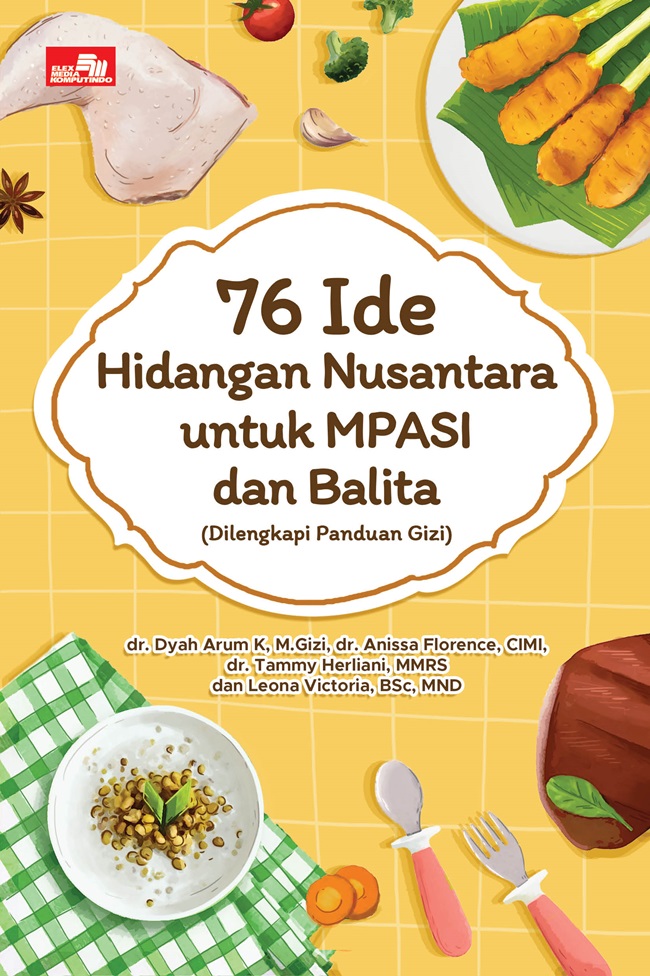 ELEX
MEDIA
KOMPUTINDO
76 Ide
Hidangan Nusantara
untuk MPASI
dan Balita
(Dilengkapi Panduan Gizi)
dr. Dyah Arum K, M.Gizi, dr. Anissa Florence, CIMI,
dr. Tammy Herliani, MMRS
dan Leona Victoria, BSc, MND